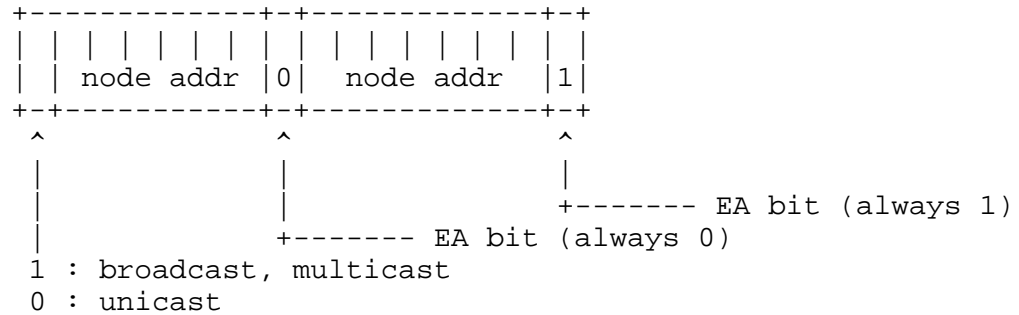 +-------------+-+-------------+-+
| | | | | | | | | | | | | | | | |
| | node addr |0|  node addr  |1|
+-+-----------+-+-------------+-+
 ^             ^               ^
 |             |               |
 |             |               +------- EA bit (always 1)
 |             +------- EA bit (always 0)
 1 : broadcast, multicast
 0 : unicast